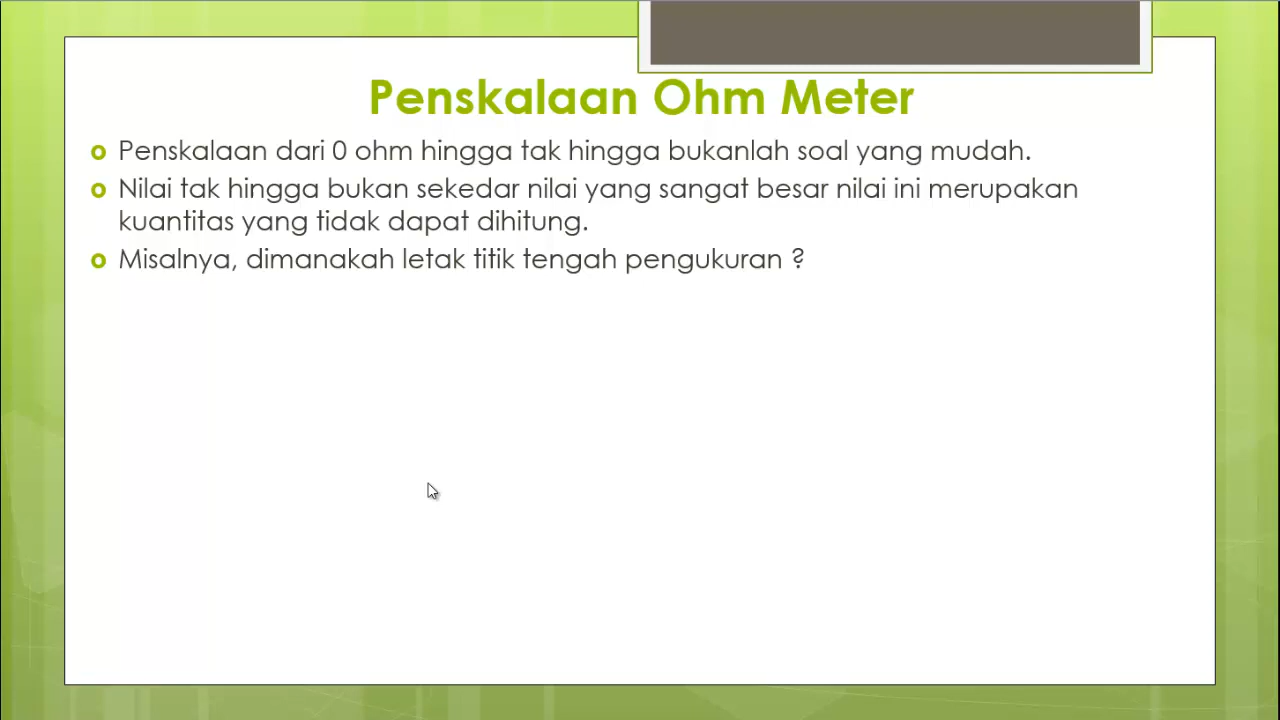 Penskalaan Ohm Meter
Penskalaan dari 0 ohm hingga tak hingga bukanlah soal yang mudah.
Nilai tak hingga bukan sekedar nilai yang sangat besar nilai ini merupakan
kuantitas yang tidak dapat dihitung.
Misalnya, dimanakah letak titik tengah pengukuran ?